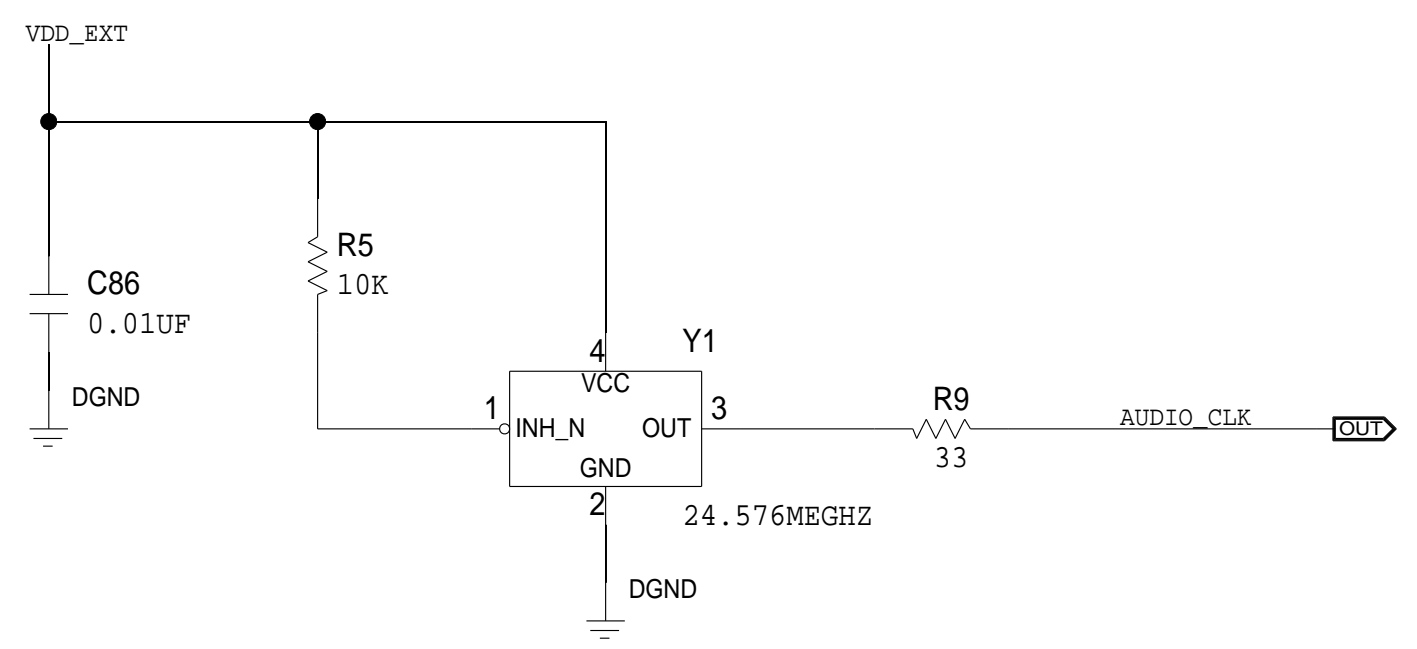 VDD_EXT
R5
10K
C86
0.01UF
DGND
Y1
4
VCC
1
INH_N
OUT
3
GND
2
24.576MEGHZ
DGND
R9
33
AUDIO_CLK
OUT